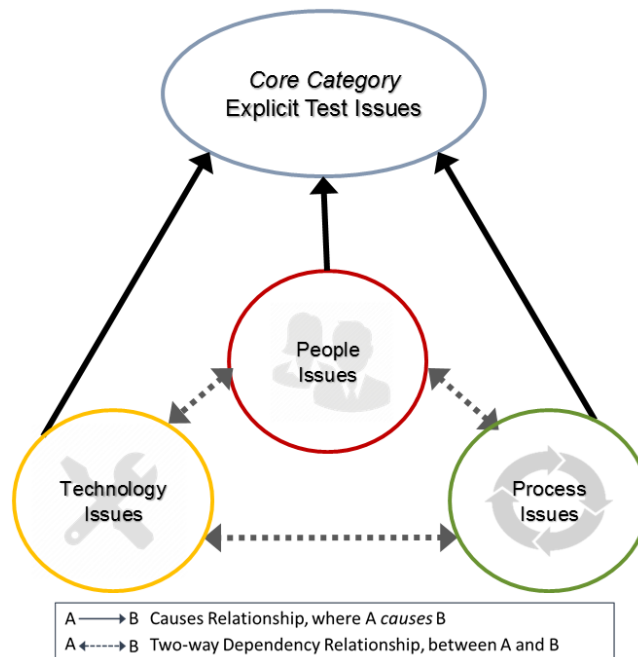 Core Category
Explicit Test Issues
People
Issues
Technology
Issues
Process
Issues
A B Causes Relationship, where A causes B
A B Two-way Dependency Relationship, between A and B